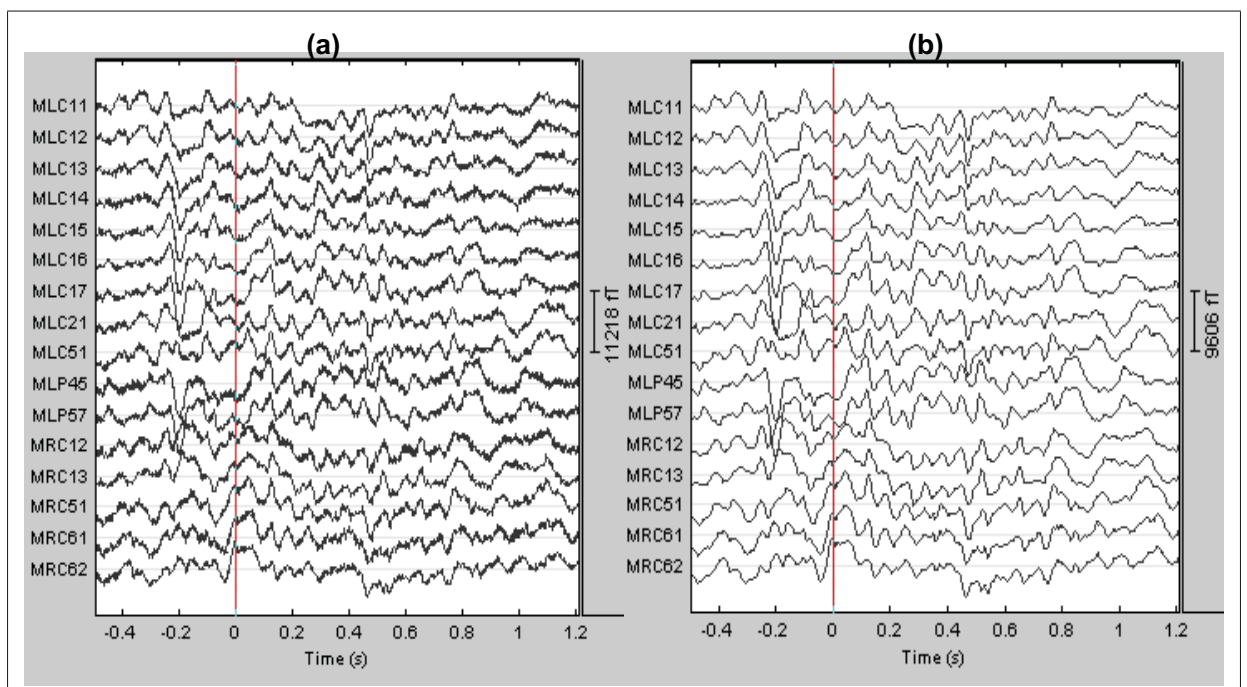 (a)
MLC11
MLC12
MLC13
MLC14
MLC15
MLC16
MLC17
MLC21
MLC51
MLP45
MLP57
MRC12
MRC13
MRC51
MRC61
MRC62
11218 fT
-0.4 -0.2 0 0.2 0.4 0.6 0.8 1 1.2
Time (s)
(b)
MLC11
MLC12
MLC13
MLC14
MLC15
MLC16
MLC17
MLC21
MLC51
MLP45
MLP57
MRC12
MRC13
MRC51
MRC61
MRC62
9606 fT
-0.4 -0.2 0 0.2 0.4 0.6 0.8 1 1.2
Time (s)